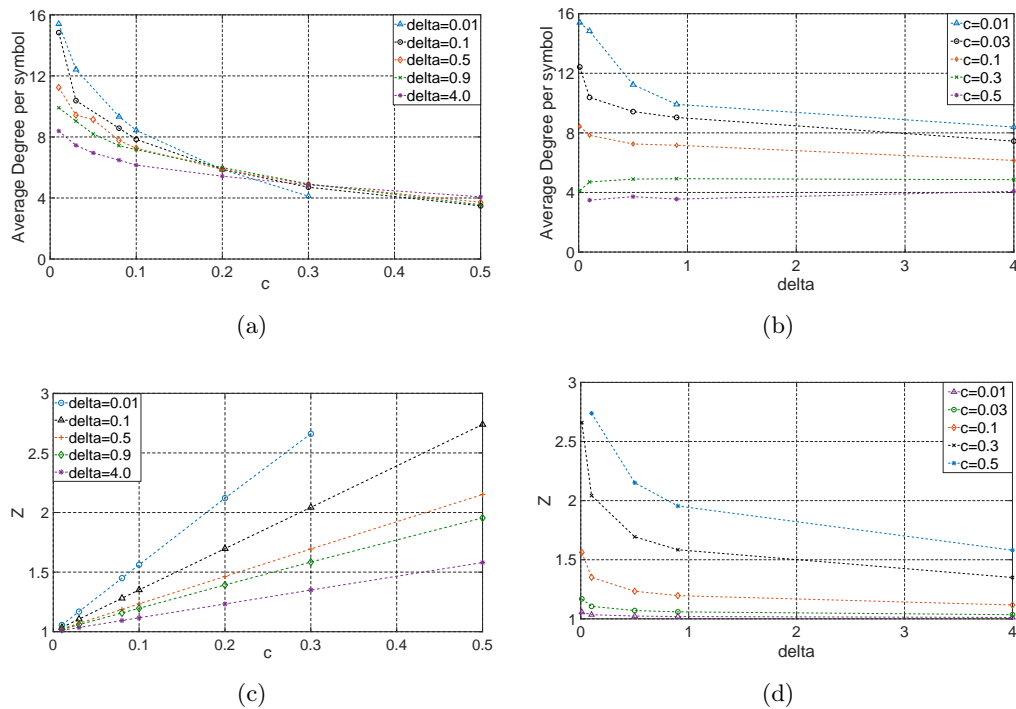 16
12
8
4
0
Average Degree per symbol
0
0.1
0.2
0.3
0.4
0.5
c
delta=0.01
delta=0.1
delta=0.5
delta=0.9
delta=4.0
(a)
16
12
8
4
0
Average Degree per symbol
0
1
2
3
4
delta
c=0.01
c=0.03
c=0.1
c=0.3
c=0.5
(b)
3
2.5
2
1.5
1
Z
0
0.1
0.2
0.3
0.4
0.5
c
delta=0.01
delta=0.1
delta=0.5
delta=0.9
delta=4.0
(c)
3
2.5
2
1.5
1
Z
0
1
2
3
4
delta
c=0.01
c=0.03
c=0.1
c=0.3
c=0.5
(d)